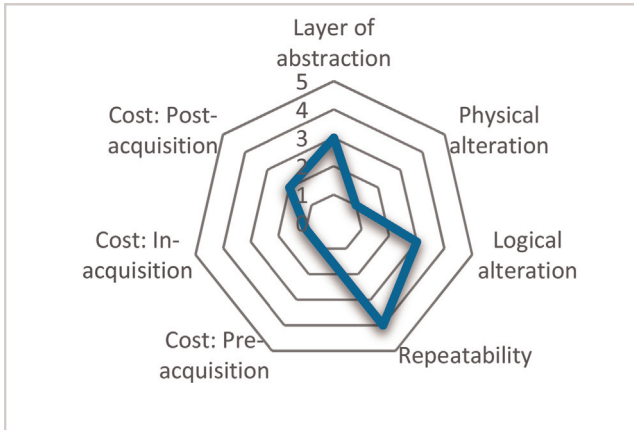 Layer of
abstraction
5
4
3
2
1
0
Physical
alteration
Logical
alteration
Repeatability
Cost: Pre-
acquisition
Cost: In-
acquisition
Cost: Post-
acquisition